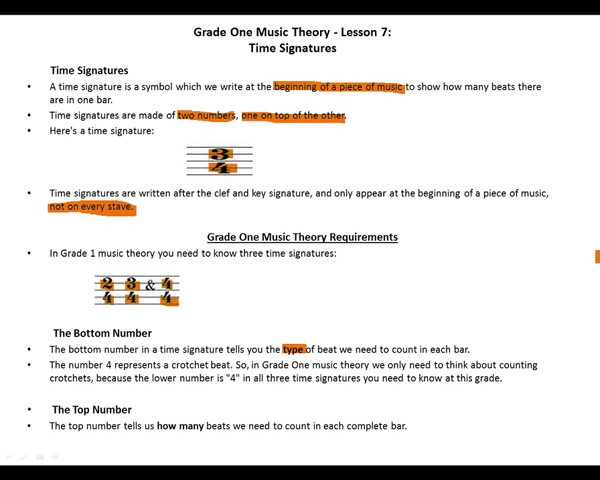 Grade One Music Theory - Lesson 7:
Time Signatures
Time Signatures
• A time signature is a symbol which we write at the beginning of a piece of music to show how many beats there
are in one bar.
• Time signatures are made of two numbers, one on top of the other.
• Here's a time signature:
3
4
• Time signatures are written after the clef and key signature, and only appear at the beginning of a piece of music,
not on every stave.
Grade One Music Theory Requirements
• In Grade 1 music theory you need to know three time signatures:
2 3 & 4
4 4 4
The Bottom Number
• The bottom number in a time signature tells you the type of beat we need to count in each bar.
• The number 4 represents a crotchet beat. So, in Grade One music theory we only need to think about counting
crotchets, because the lower number is "4" in all three time signatures you need to know at this grade.
• The Top Number
• The top number tells us how many beats we need to count in each complete bar.